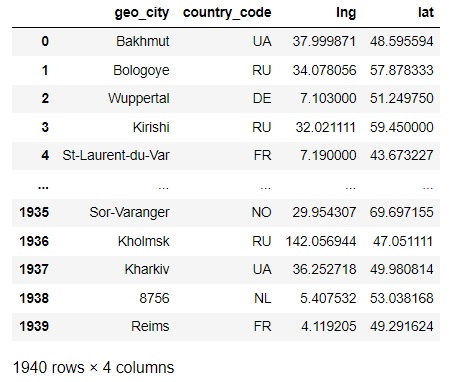 geo_city country_code lng lat
0 Bakhmut UA 37.999871 48.595594
1 Bologoye RU 34.078056 57.878333
2 Wuppertal DE 7.103000 51.249750
3 Kirishi RU 32.021111 59.450000
4 St-Laurent-du-Var FR 7.190000 43.673227
... ... ... ... ...
1935 Sor-Varanger NO 29.954307 69.697155
1936 Kholmsk RU 142.056944 47.051111
1937 Kharkiv UA 36.252718 49.980814
1938 8756 NL 5.407532 53.038168
1939 Reims FR 4.119205 49.291624
1940 rows × 4 columns